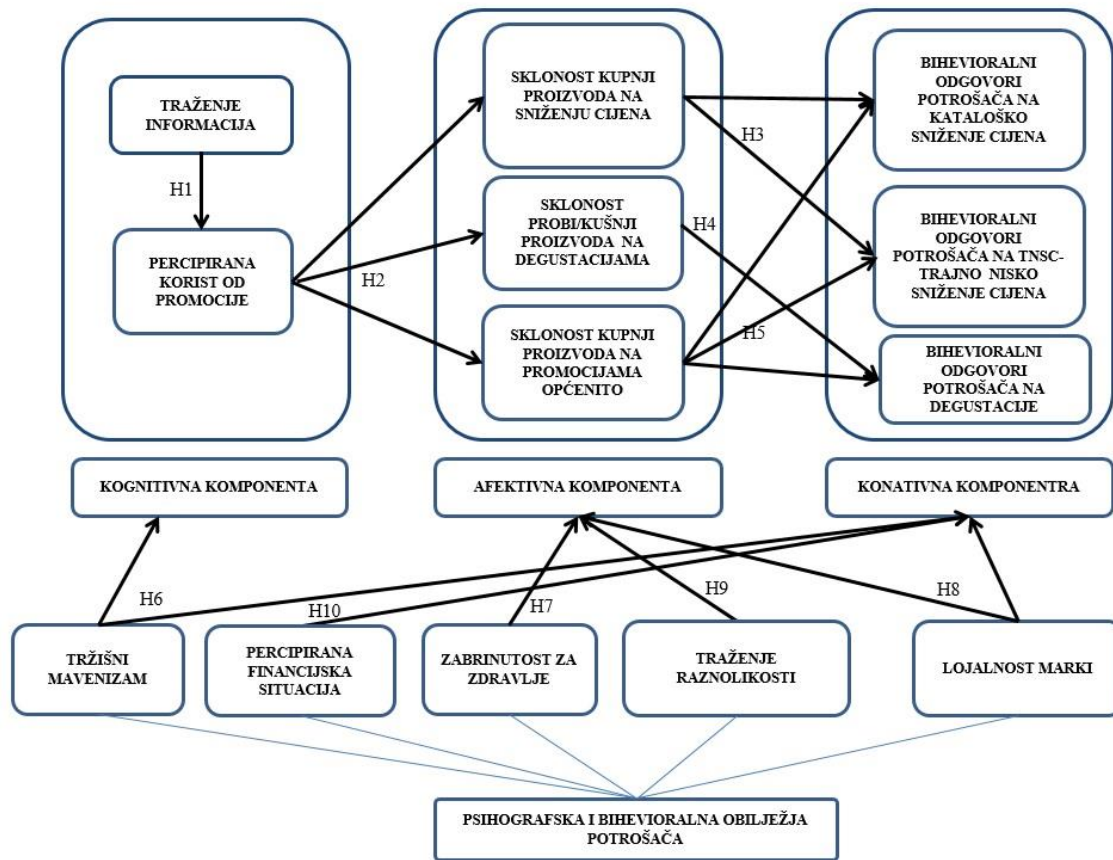 TRAŽENJE
INFORMACIJA
H1
PERCIPIRANA
KORIST OD
PROMOCIJE
H2
SKLONOST KUPNJI
PROIZVODA NA
SNIŽENJU CIJENA
SKLONOST
PROBI/KUŠNJI
PROIZVODA NA
DEGUSTACIJAMA
SKLONOST KUPNJI
PROIZVODA NA
PROMOCIJAMA
OPĆENITO
H3
H4
H5
BIHEVIORALNI
ODGOVORI
POTROŠAČA NA
KATALOŠKO
SNIŽENJE CIJENA
BIHEVIORALNI
ODGOVORI
POTROŠAČA NA TNSC-
TRAJNO NISKO
SNIŽENJE CIJENA
BIHEVIORALNI
ODGOVORI
POTROŠAČA NA
DEGUSTACIJE
KOGNITIVNA KOMPONENTA
AFEKTIVNA KOMPONENTA
KONATIVNA KOMPONENTRA
H6
H10
H7
H9
H8
TRŽIŠNI
MAVENIZAM
PERCIPIRANA
FINANCIJSKA
SITUACIJA
ZABRINUTOST ZA
ZDRAVLJE
TRAŽENJE
RAZNOLIKOSTI
LOJALNOST MARKI
PSIHOGRAFSKA I BIHEVIORALNA OBILJEŽJA
POTROŠAČA